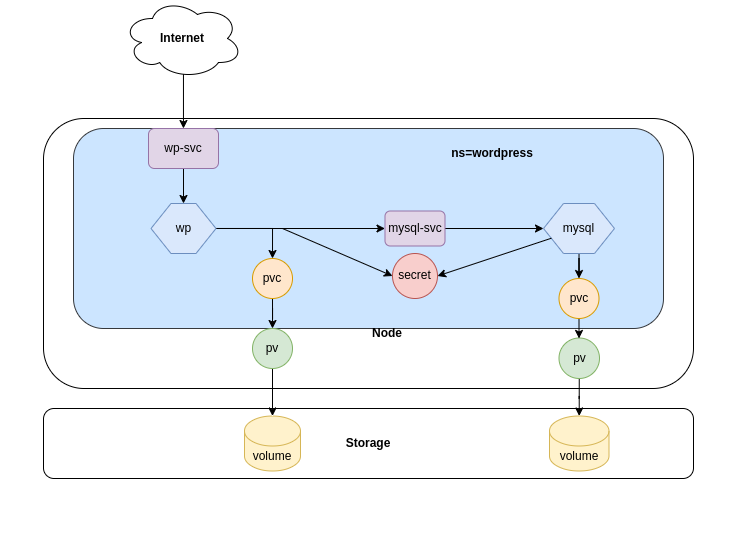 Internet
wp-svc
ns=wordpress
wp
mysql-svc
mysql
pvc
secret
pvc
Node
pv
pv
Storage
volume
volume